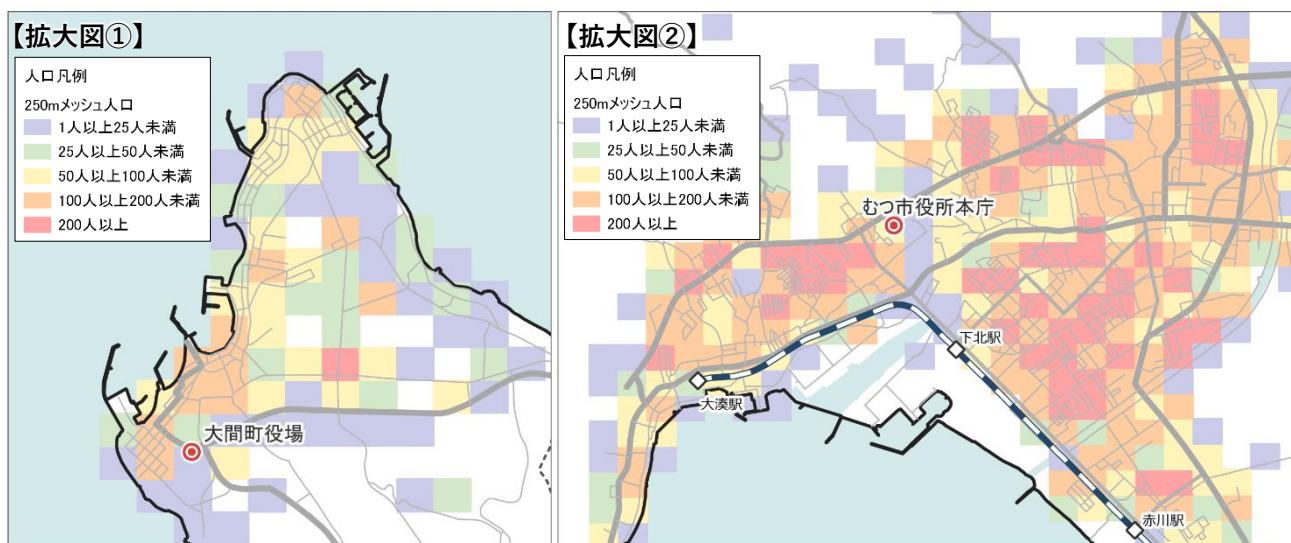 【拡大図①】
人口凡例
250mメッシュ人口
1人以上25人未満
25人以上50人未満
50人以上100人未満
100人以上200人未満
200人以上
大間町役場
【拡大図②】
人口凡例
250mメッシュ人口
1人以上25人未満
25人以上50人未満
50人以上100人未満
100人以上200人未満
200人以上
むつ市役所本庁
下北駅
大湊駅
赤川駅